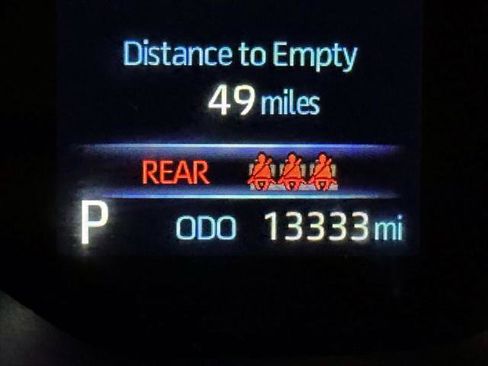 Distance to Empty
49 miles
REAR
P ODO 13333 mi